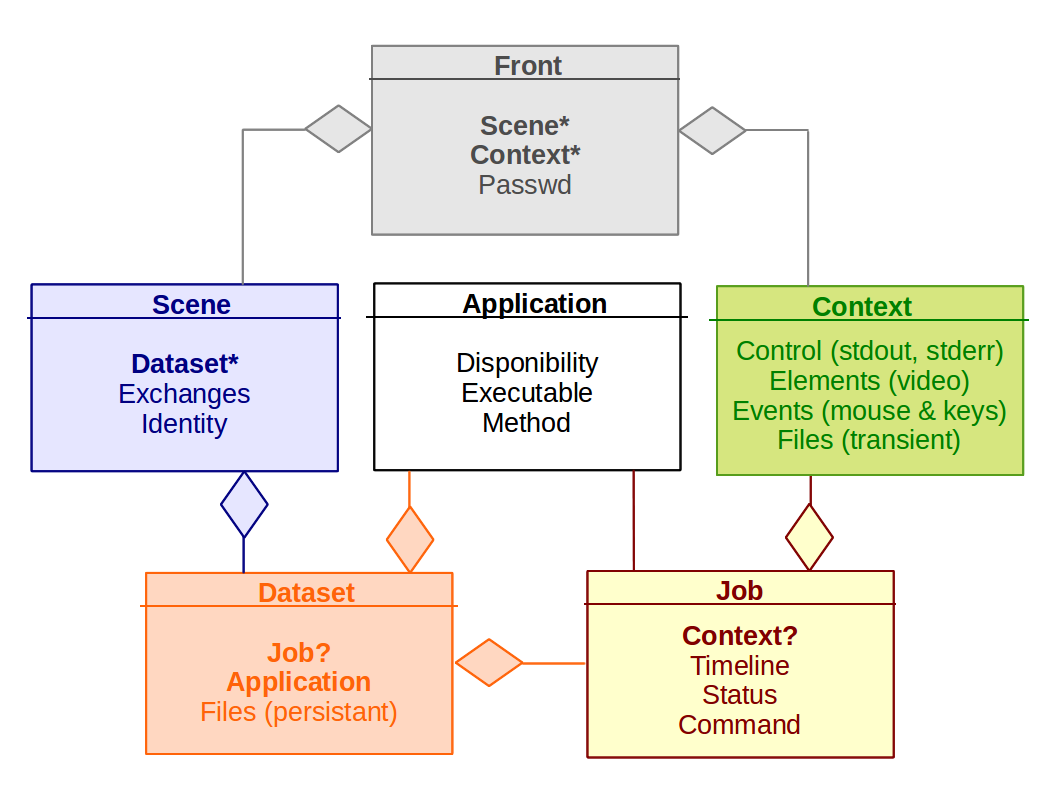 Front
Scene*
Context*
Passwd
Scene
Dataset*
Exchanges
Identity
Application
Disponibility
Executable
Method
Context
Control (stdout, stderr)
Elements (video)
Events (mouse & keys)
Files (transient)
Dataset
Job?
Application
Files (persistant)
Job
Context?
Timeline
Status
Command